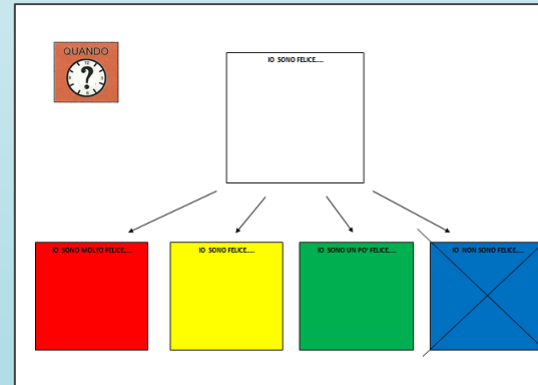 QUANDO
IO SONO FELICE.....
IO SONO MOLTO FELICE.....
IO SONO FELICE.....
IO SONO UN PO' FELICE.....
IO NON SONO FELICE.....